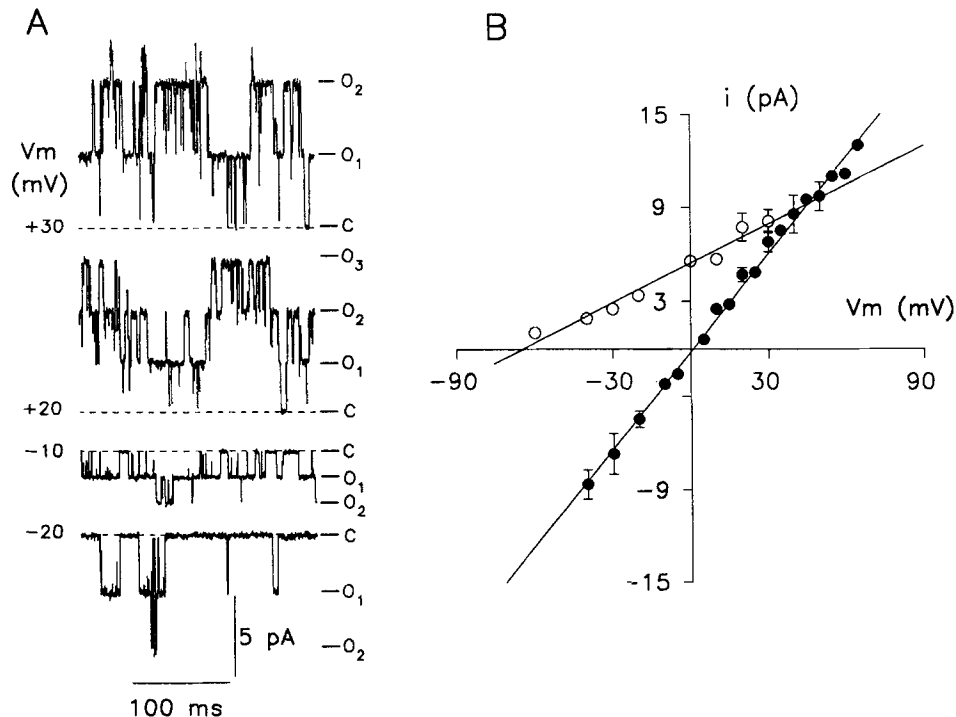 A
Vm
(mV)
O₂
O₁
+30
C
O₃
O₂
O₁
+20
C
-10
C
O₁
O₂
-20
C
O₁
5 pA
O₂
100 ms
B
i (pA)
15
9
3
Vm (mV)
-90
-30
30
90
-9
-15